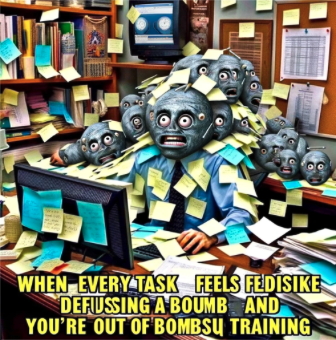 WHEN EVERY TASK FEELS FEDISIKE
DEFUSSING A BOUMB AND
YOU'RE OUT OF BOMBSU TRAINING